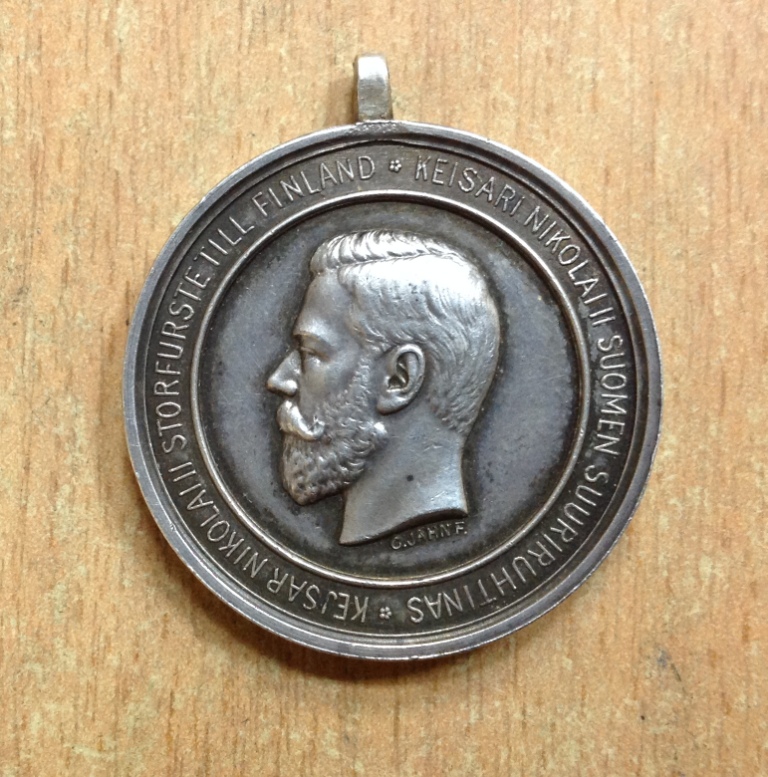 KEISARI NIKOLAI II SUOMEN SUURIRUHTINAS * KEJSAR NIKOLAI II STORFURSTE TILL FINLAND *
C. JAHN F.